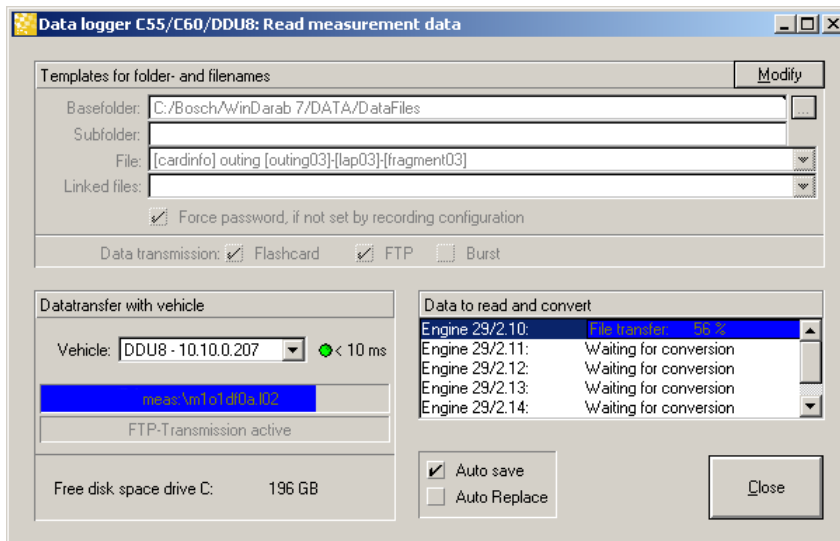 Data logger C55/C60/DDU8: Read measurement data
Templates for folder- and filenames
Modify
Basefolder: C:/Bosch/WinDarab 7/DATA/DataFiles ...
Subfolder:
File: [cardinfo] outing [outing03]-[lap03]-[fragment03]
Linked files:
Force password, if not set by recording configuration
Data transmission: Flashcard FTP Burst
Datatransfer with vehicle
Vehicle: DDU8 - 10.10.0.207 < 10 ms
meas:\m1o1df0a.l02
FTP-Transmission active
Free disk space drive C: 196 GB
Data to read and convert
Engine 29/2.10: File transfer: 56 %
Engine 29/2.11: Waiting for conversion
Engine 29/2.12: Waiting for conversion
Engine 29/2.13: Waiting for conversion
Engine 29/2.14: Waiting for conversion
Auto save
Auto Replace
Close